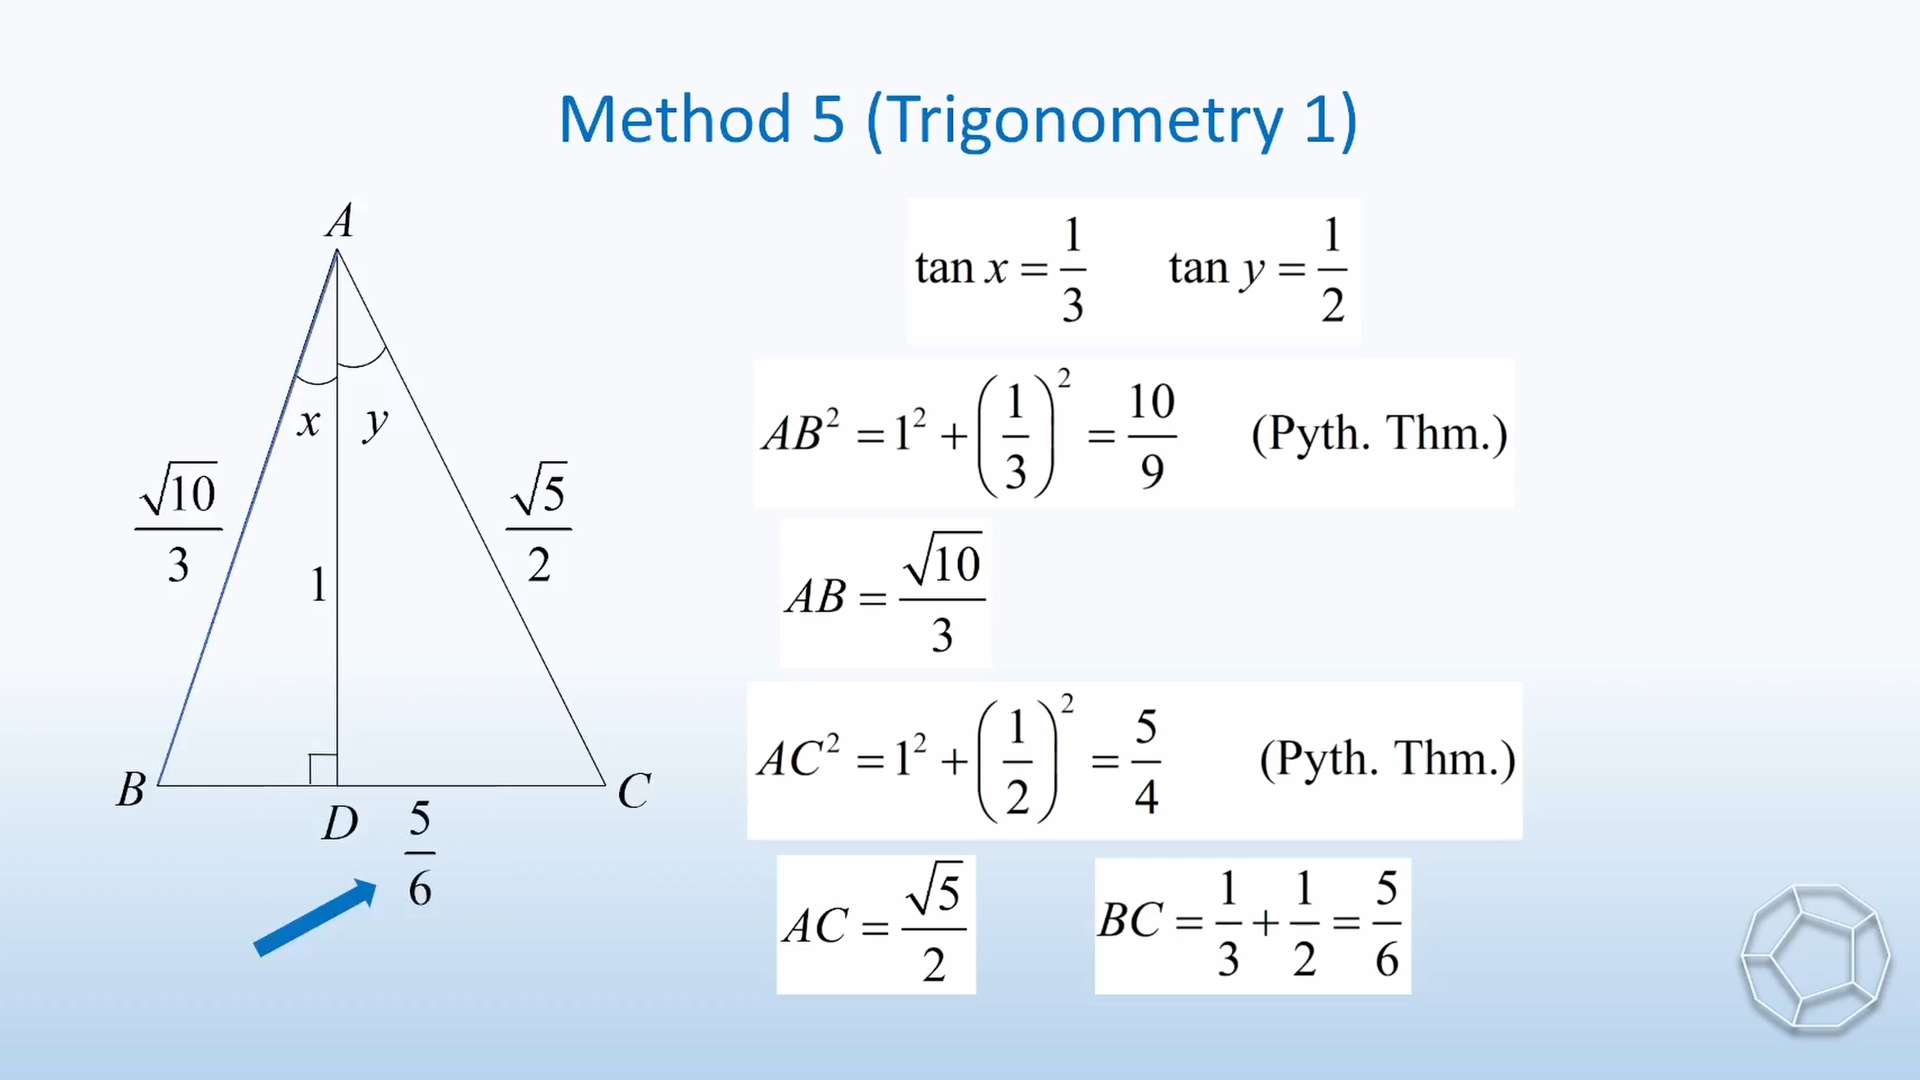 Method 5 (Trigonometry 1)
A
x y
√10/3
√5/2
1
B
C
D
5/6
tan x = 1/3 tan y = 1/2
AB² = 1² + (1/3)² = 10/9 (Pyth. Thm.)
AB = √10/3
AC² = 1² + (1/2)² = 5/4 (Pyth. Thm.)
AC = √5/2
BC = 1/3 + 1/2 = 5/6